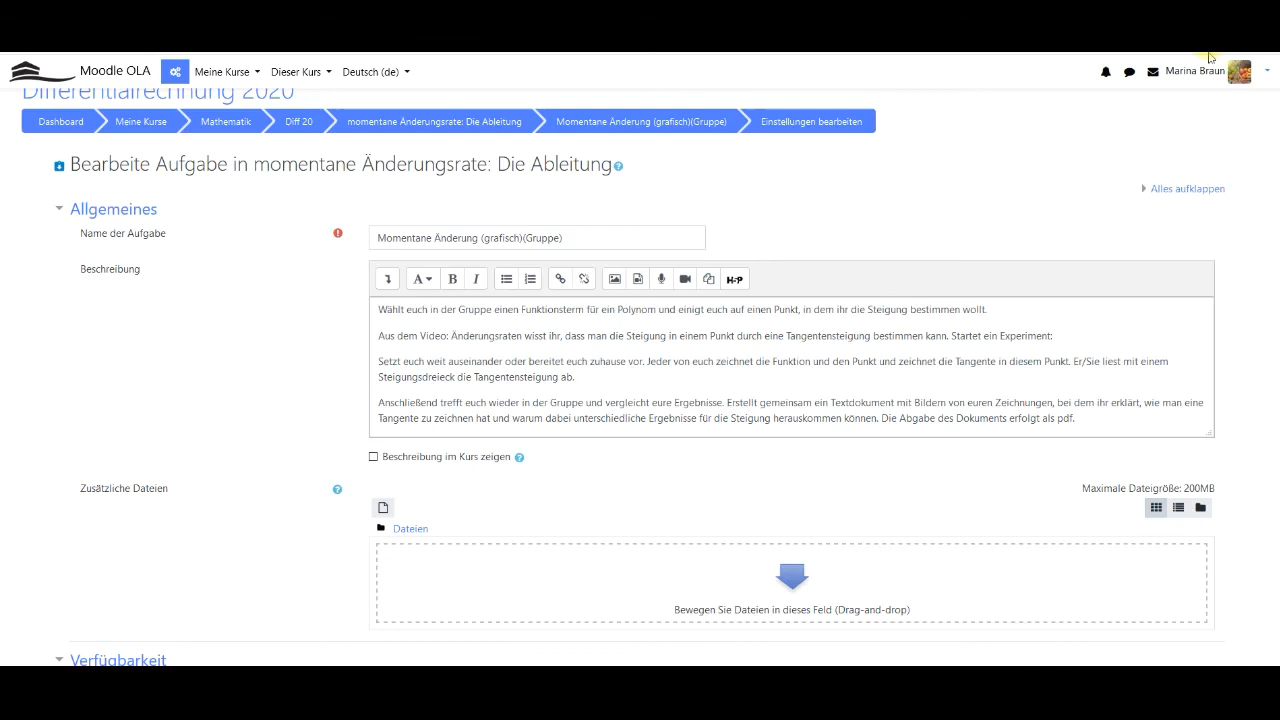 Moodle OLA
Meine Kurse
Dieser Kurs
Deutsch (de)
Marina Braun
Differentialrechnung 2020
Dashboard
Meine Kurse
Mathematik
Diff 20
momentane Änderungsrate: Die Ableitung
Momentane Änderung (grafisch)(Gruppe)
Einstellungen bearbeiten
Bearbeite Aufgabe in momentane Änderungsrate: Die Ableitung
Alles aufklappen
Allgemeines
Name der Aufgabe
Momentane Änderung (grafisch)(Gruppe)
Beschreibung
A
B
I
H-P
Wählt euch in der Gruppe einen Funktionsterm für ein Polynom und einigt euch auf einen Punkt, in dem ihr die Steigung bestimmen wollt.
Aus dem Video: Änderungsraten wisst ihr, dass man die Steigung in einem Punkt durch eine Tangentensteigung bestimmen kann. Startet ein Experiment:
Setzt euch weit auseinander oder bereitet euch zuhause vor. Jeder von euch zeichnet die Funktion und den Punkt und zeichnet die Tangente in diesem Punkt. Er/Sie liest mit einem
Steigungsdreieck die Tangentensteigung ab.
Anschließend trefft euch wieder in der Gruppe und vergleicht eure Ergebnisse. Erstellt gemeinsam ein Textdokument mit Bildern von euren Zeichnungen, bei dem ihr erklärt, wie man eine
Tangente zu zeichnen hat und warum dabei unterschiedliche Ergebnisse für die Steigung herauskommen können. Die Abgabe des Dokuments erfolgt als pdf.
Beschreibung im Kurs zeigen
Zusätzliche Dateien
Maximale Dateigröße: 200MB
Dateien
Bewegen Sie Dateien in dieses Feld (Drag-and-drop)
Verfügbarkeit